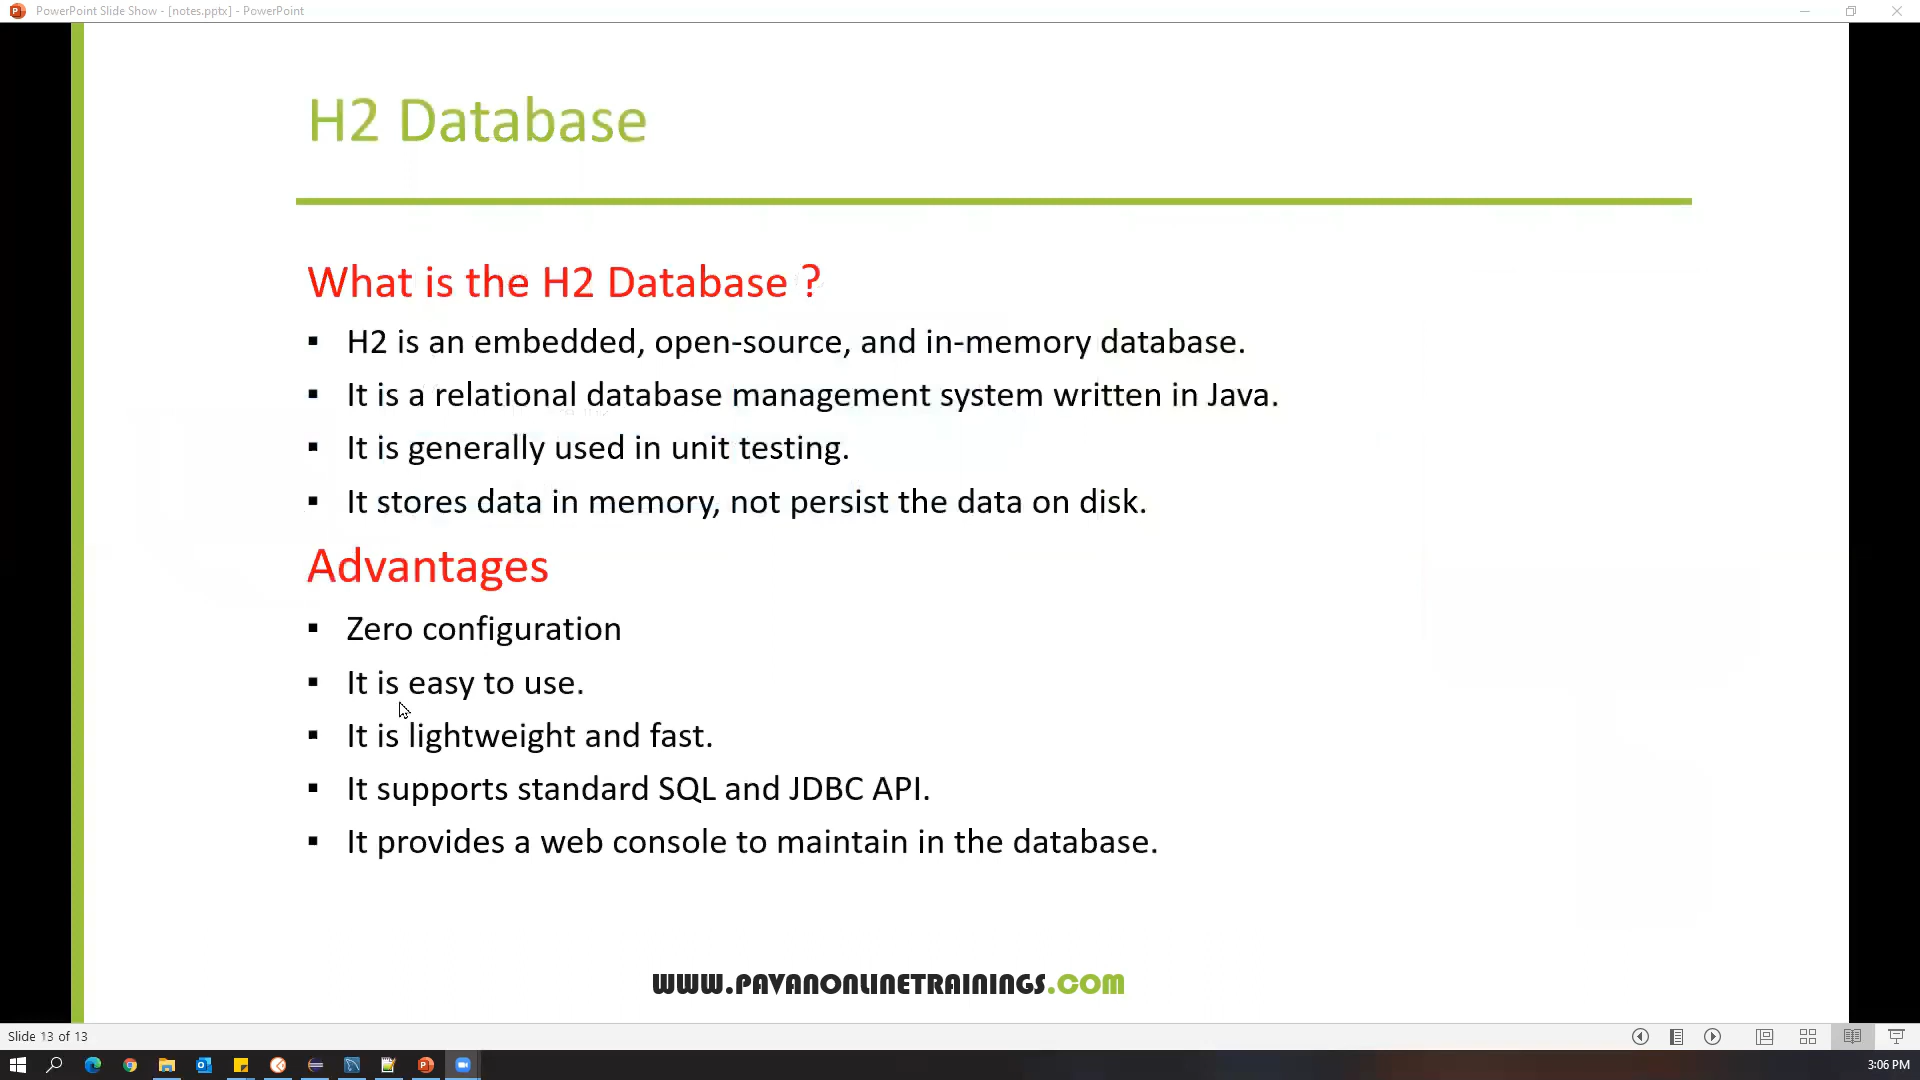 PowerPoint Slide Show - [notes.pptx] - PowerPoint
H2 Database
What is the H2 Database ?
▪ H2 is an embedded, open-source, and in-memory database.
▪ It is a relational database management system written in Java.
▪ It is generally used in unit testing.
▪ It stores data in memory, not persist the data on disk.
Advantages
▪ Zero configuration
▪ It is easy to use.
▪ It is lightweight and fast.
▪ It supports standard SQL and JDBC API.
▪ It provides a web console to maintain in the database.
WWW.PAVANONLINETRAININGS.COM
Slide 13 of 13
3:06 PM